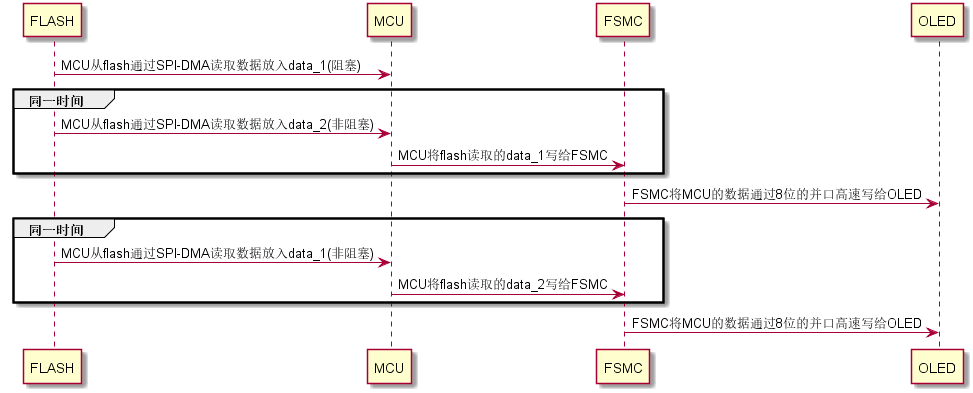 FLASH MCU FSMC OLED
MCU从flash通过SPI-DMA读取数据放入data_1(阻塞)
同一时间
MCU从flash通过SPI-DMA读取数据放入data_2(非阻塞)
MCU将flash读取的data_1写给FSMC
FSMC将MCU的数据通过8位的并口高速写给OLED
同一时间
MCU从flash通过SPI-DMA读取数据放入data_1(非阻塞)
MCU将flash读取的data_2写给FSMC
FSMC将MCU的数据通过8位的并口高速写给OLED
FLASH MCU FSMC OLED